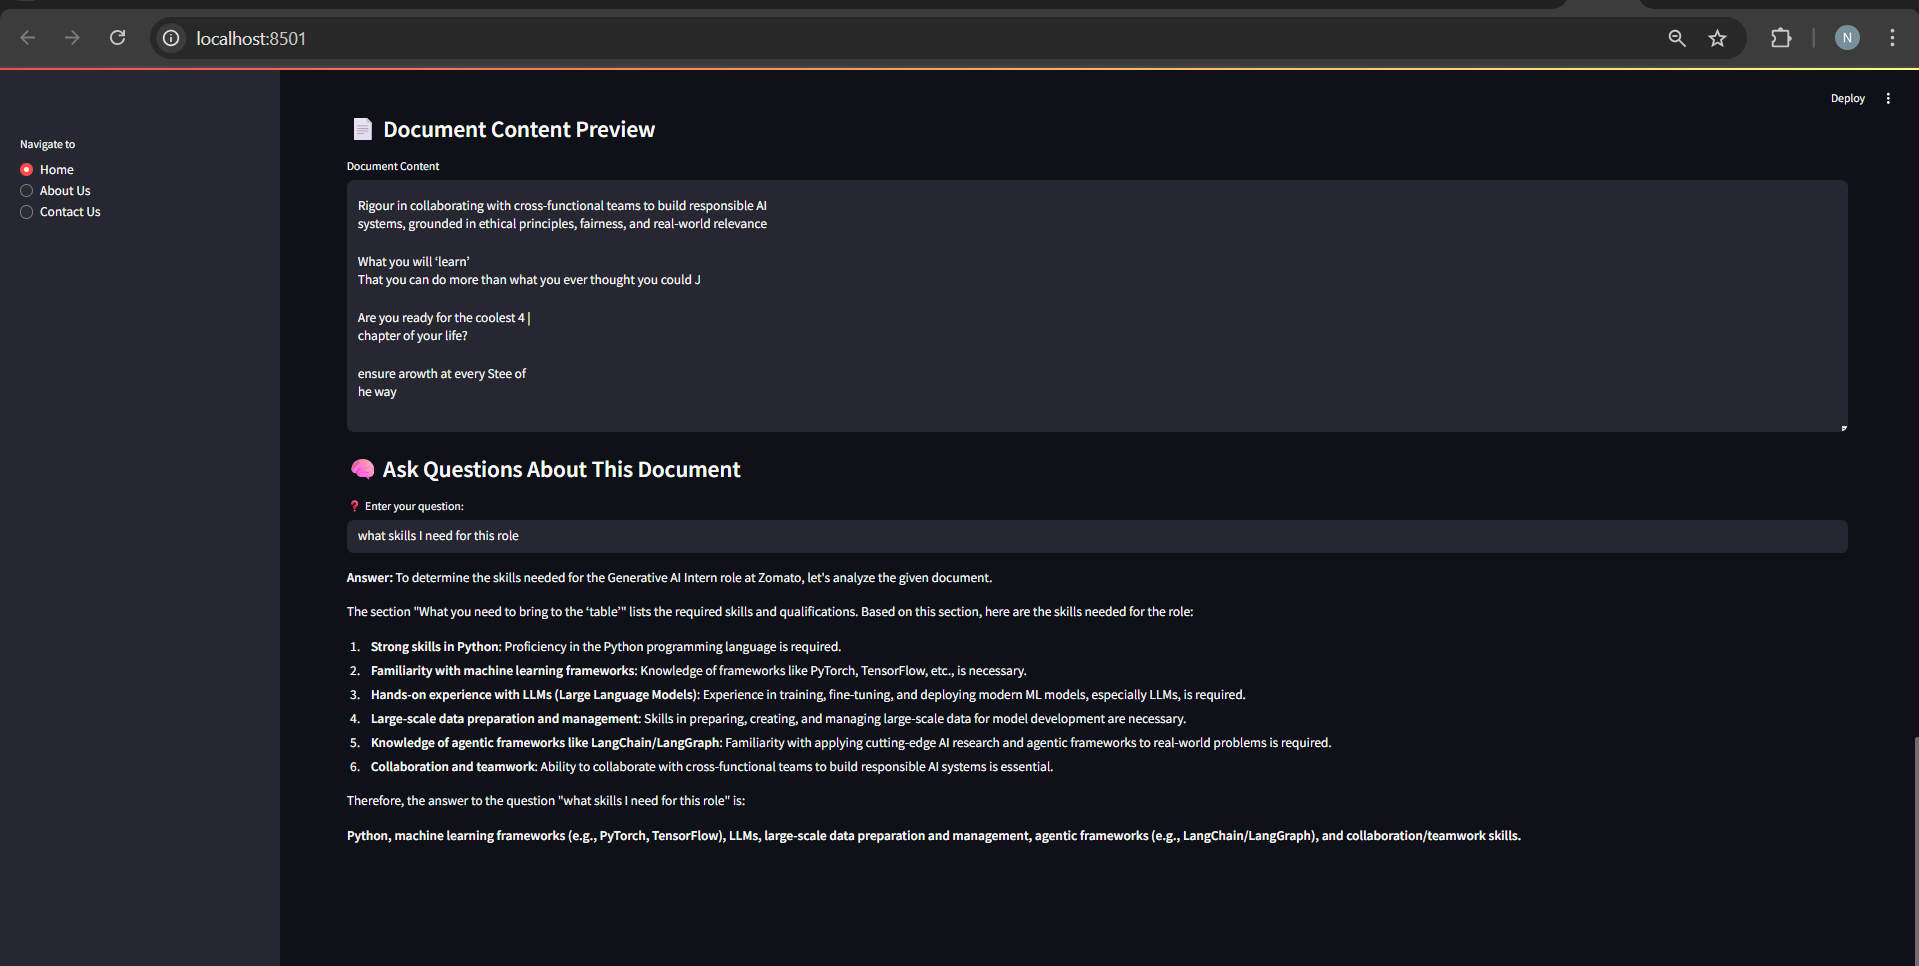 localhost:8501
N
Deploy
Navigate to
Home
About Us
Contact Us
Document Content Preview
Document Content
Rigour in collaborating with cross-functional teams to build responsible AI
systems, grounded in ethical principles, fairness, and real-world relevance
What you will ‘learn’
That you can do more than what you ever thought you could J
Are you ready for the coolest 4 |
chapter of your life?
ensure arowth at every Stee of
he way
Ask Questions About This Document
❓ Enter your question:
what skills I need for this role
Answer: To determine the skills needed for the Generative AI Intern role at Zomato, let's analyze the given document.
The section "What you need to bring to the ‘table’" lists the required skills and qualifications. Based on this section, here are the skills needed for the role:
1. Strong skills in Python: Proficiency in the Python programming language is required.
2. Familiarity with machine learning frameworks: Knowledge of frameworks like PyTorch, TensorFlow, etc., is necessary.
3. Hands-on experience with LLMs (Large Language Models): Experience in training, fine-tuning, and deploying modern ML models, especially LLMs, is required.
4. Large-scale data preparation and management: Skills in preparing, creating, and managing large-scale data for model development are necessary.
5. Knowledge of agentic frameworks like LangChain/LangGraph: Familiarity with applying cutting-edge AI research and agentic frameworks to real-world problems is required.
6. Collaboration and teamwork: Ability to collaborate with cross-functional teams to build responsible AI systems is essential.
Therefore, the answer to the question "what skills I need for this role" is:
Python, machine learning frameworks (e.g., PyTorch, TensorFlow), LLMs, large-scale data preparation and management, agentic frameworks (e.g., LangChain/LangGraph), and collaboration/teamwork skills.